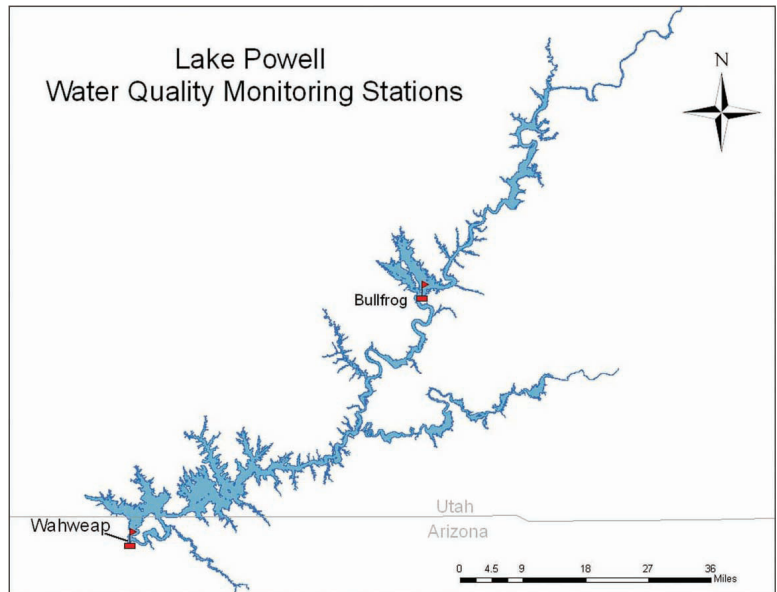 Lake Powell
Water Quality Monitoring Stations
N
Bullfrog
Utah
Arizona
Wahweap
0 4.5 9 18 27 36
Miles